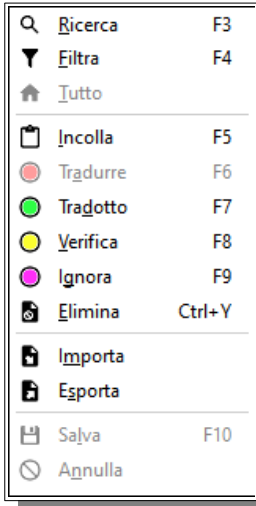 Ricerca F3
Filtra F4
Tutto
Incolla F5
Tradurre F6
Tradotto F7
Verifica F8
Ignora F9
Elimina Ctrl+Y
Importa
Esporta
Salva F10
Annulla